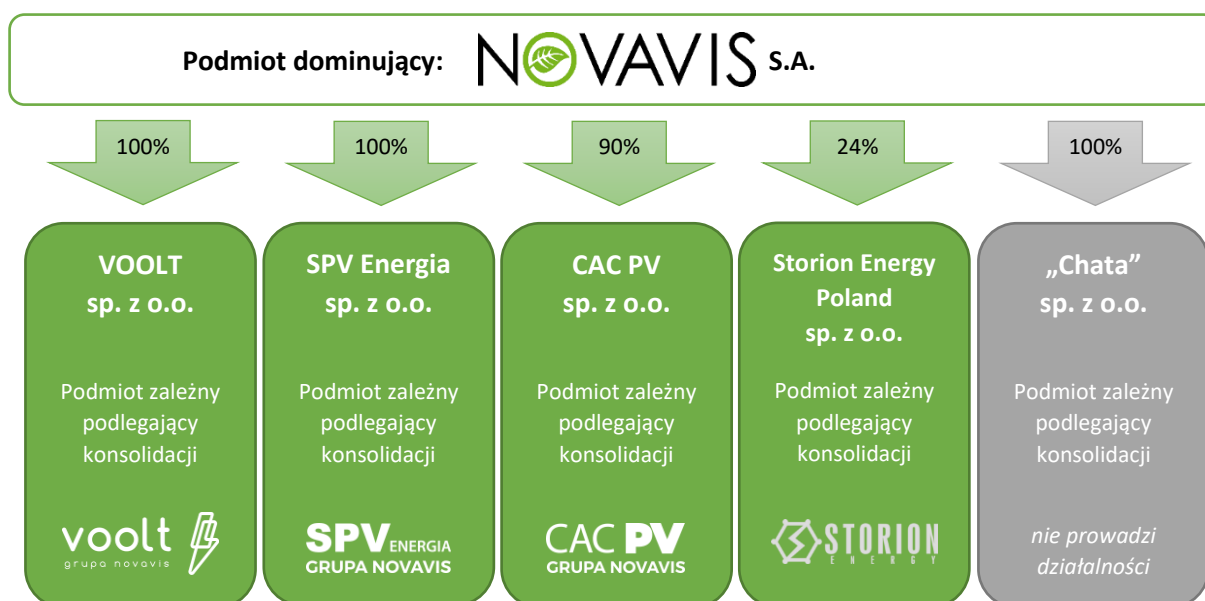 Podmiot dominujący: NOVAVIS S.A.
100%
100%
90%
24%
100%
VOOLT
sp. z o.o.
Podmiot zależny
podlegający
konsolidacji
voolt
grupa novavis
SPV Energia
sp. z o.o.
Podmiot zależny
podlegający
konsolidacji
SPV ENERGIA
GRUPA NOVAVIS
CAC PV
sp. z o.o.
Podmiot zależny
podlegający
konsolidacji
CAC PV
GRUPA NOVAVIS
Storion Energy
Poland
sp. z o.o.
Podmiot zależny
podlegający
konsolidacji
STORION
ENERGY
„Chata”
sp. z o.o.
Podmiot zależny
podlegający
konsolidacji
nie prowadzi
działalności